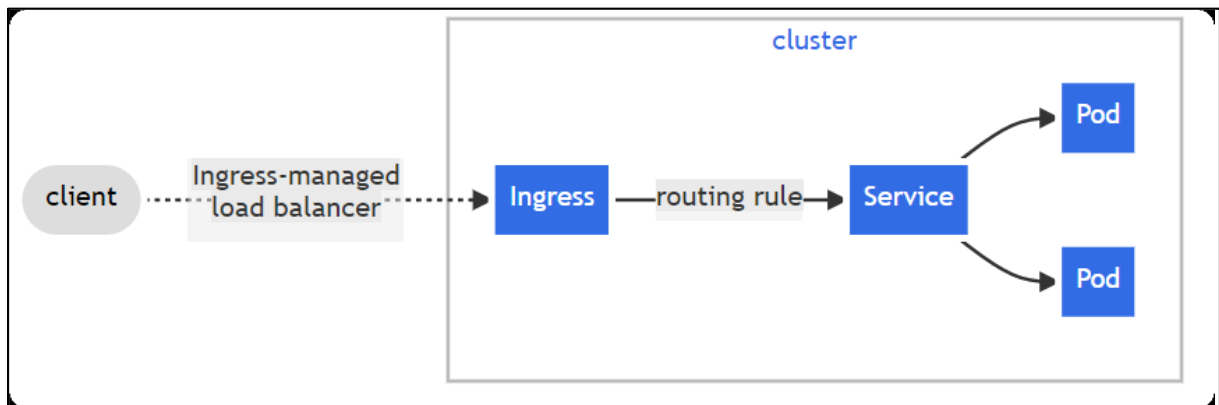 cluster
Pod
client
Ingress-managed
load balancer
Ingress
routing rule
Service
Pod